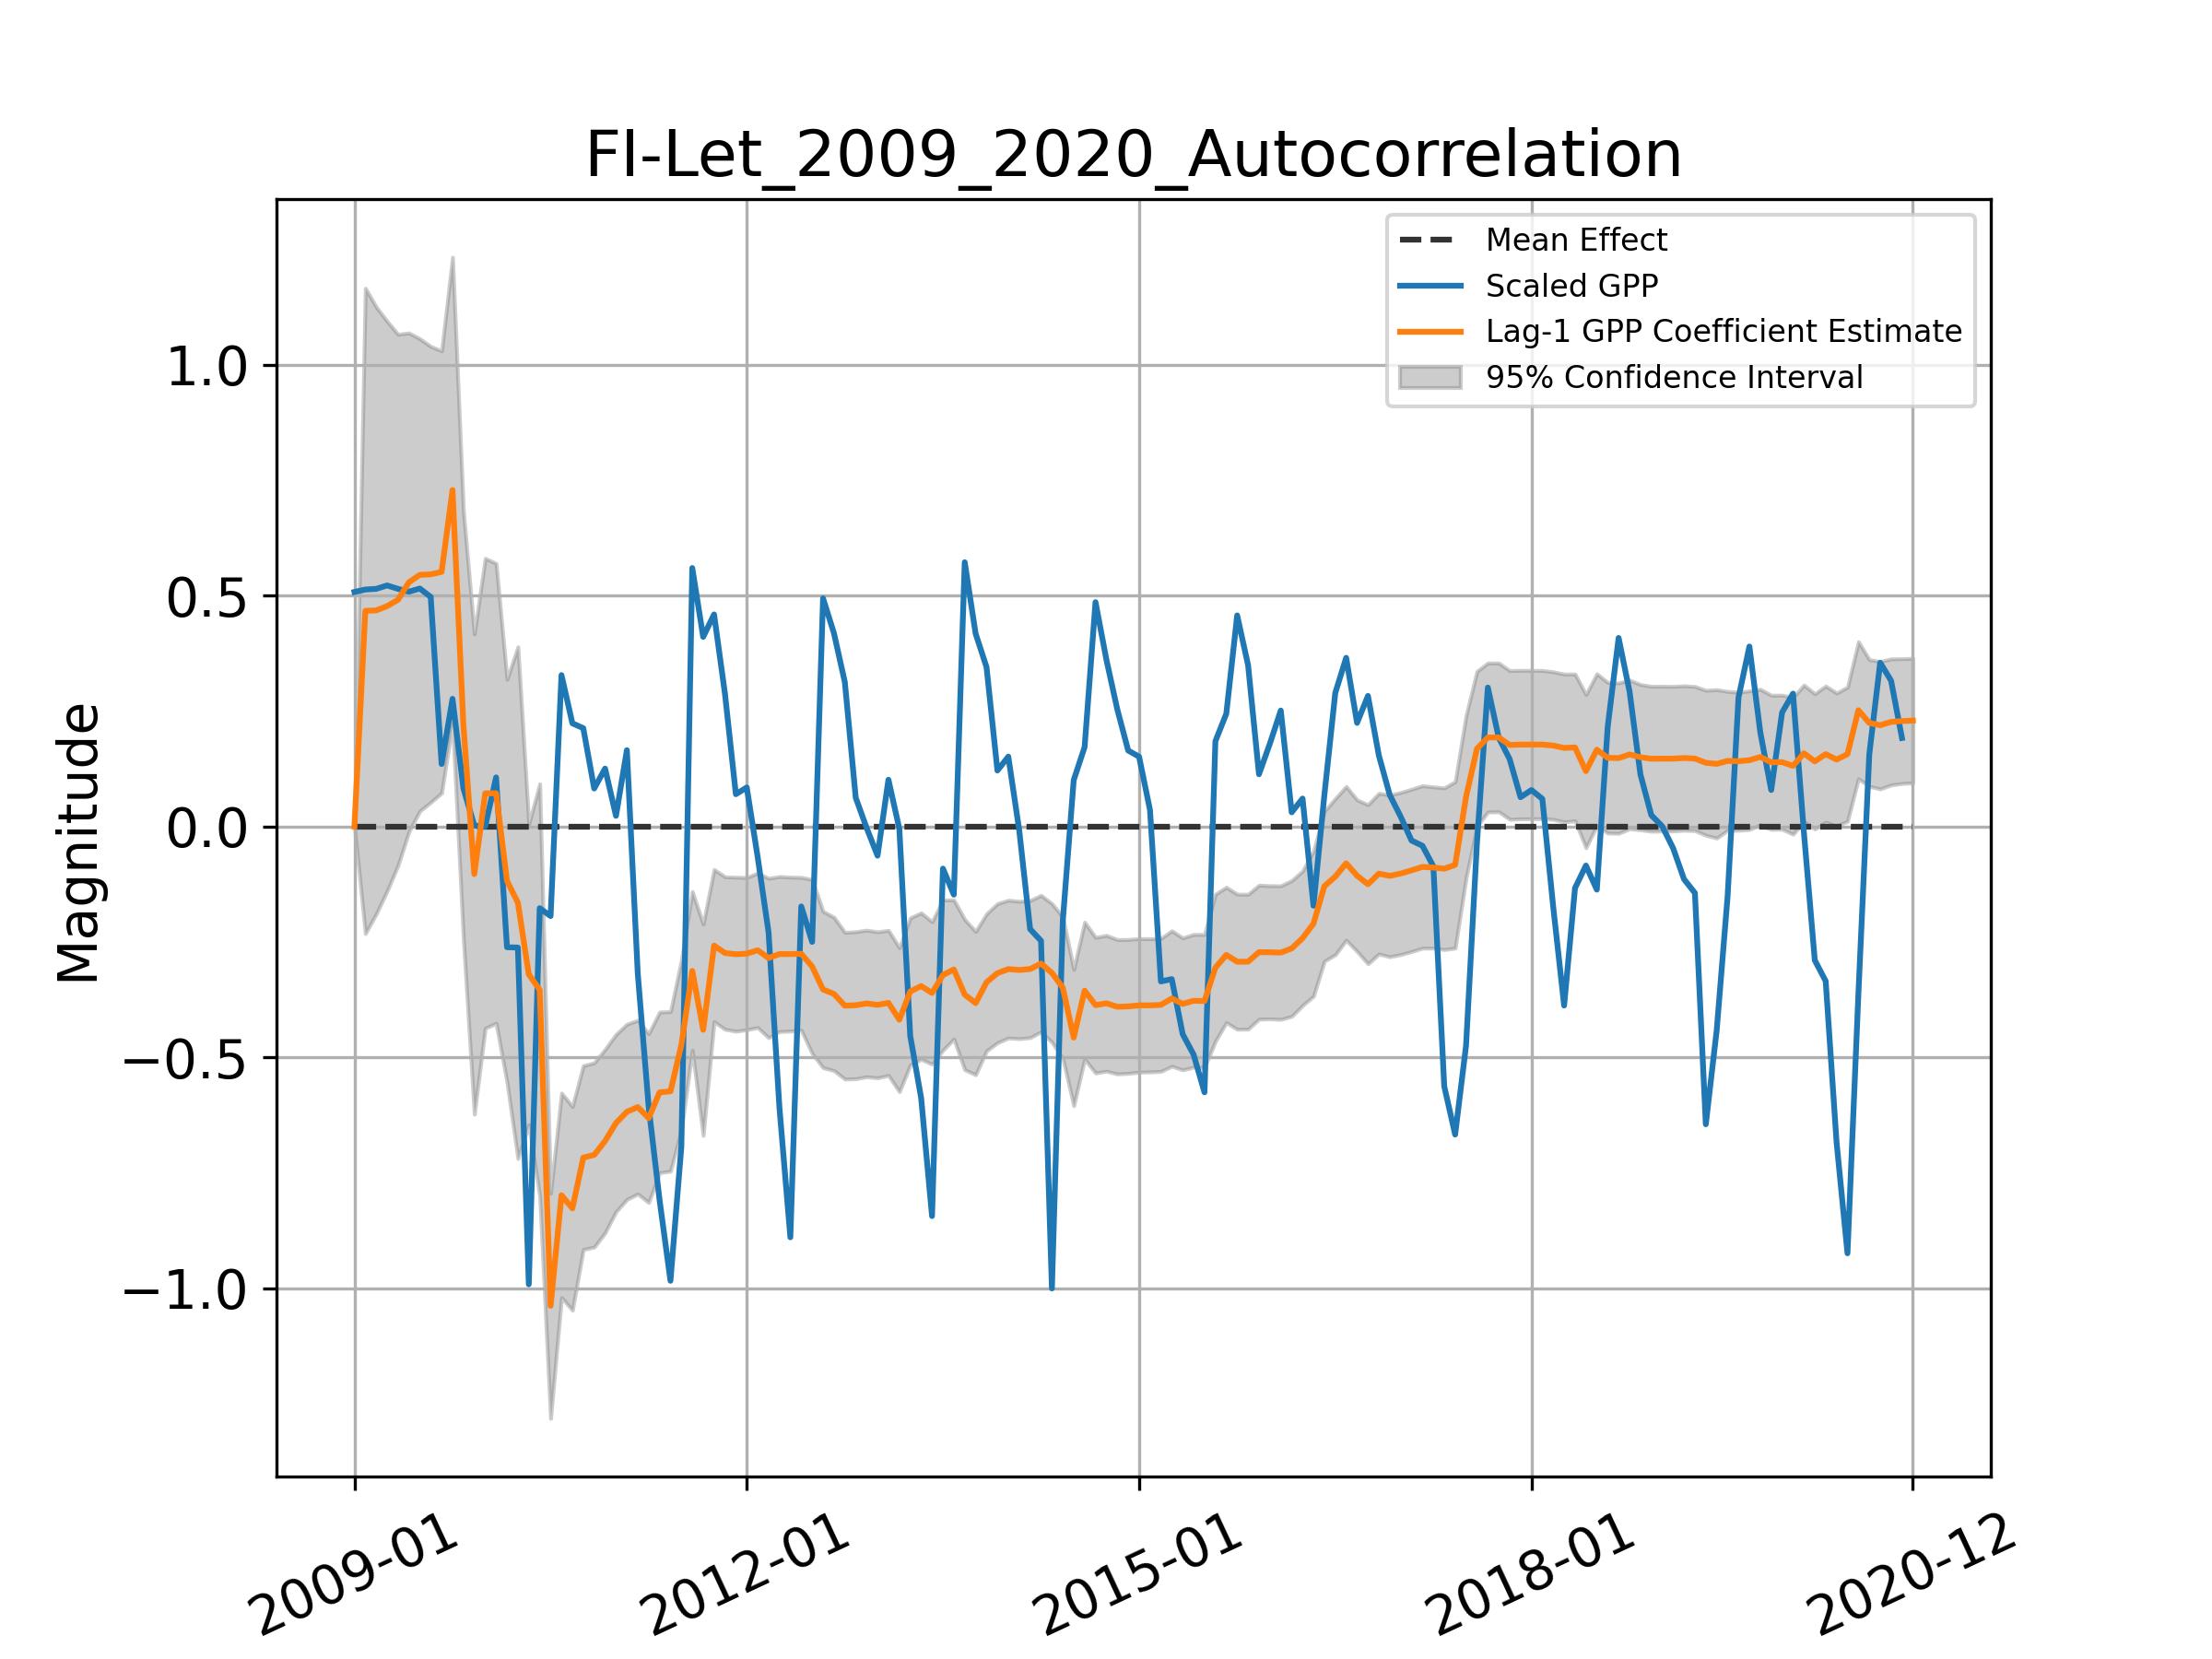 FI-Let_2009_2020_Autocorrelation
Mean Effect
Scaled GPP
Lag-1 GPP Coefficient Estimate
95% Confidence Interval
Magnitude
1.0
0.5
0.0
−0.5
−1.0
2009-01
2012-01
2015-01
2018-01
2020-12